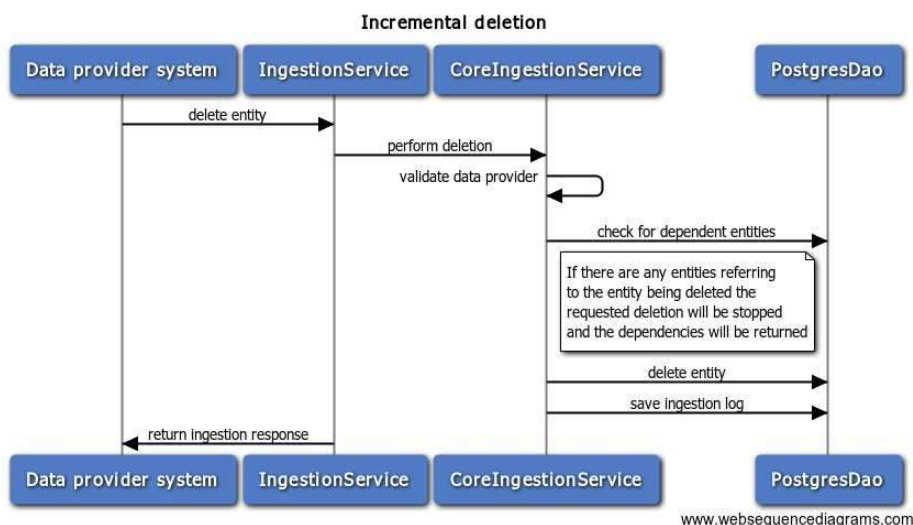 Incremental deletion
Data provider system
IngestionService
CoreIngestionService
PostgresDao
delete entity
perform deletion
validate data provider
check for dependent entities
If there are any entities referring
to the entity being deleted the
requested deletion will be stopped
and the dependencies will be returned
delete entity
save ingestion log
return ingestion response
Data provider system
IngestionService
CoreIngestionService
PostgresDao
www.websequencediagrams.com